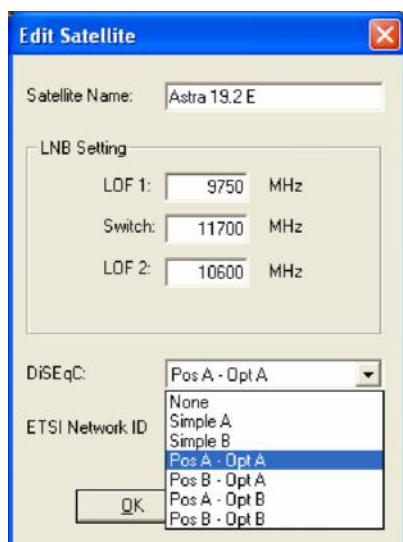 Edit Satellite
Satellite Name: Astra 19.2 E
LNB Setting
LOF 1: 9750 MHz
Switch: 11700 MHz
LOF 2: 10600 MHz
DiSEqC: Pos A - Opt A
None
Simple A
ETSI Network ID Simple B
Pos A - Opt A
Pos B - Opt A
Pos A - Opt B
OK Pos B - Opt B